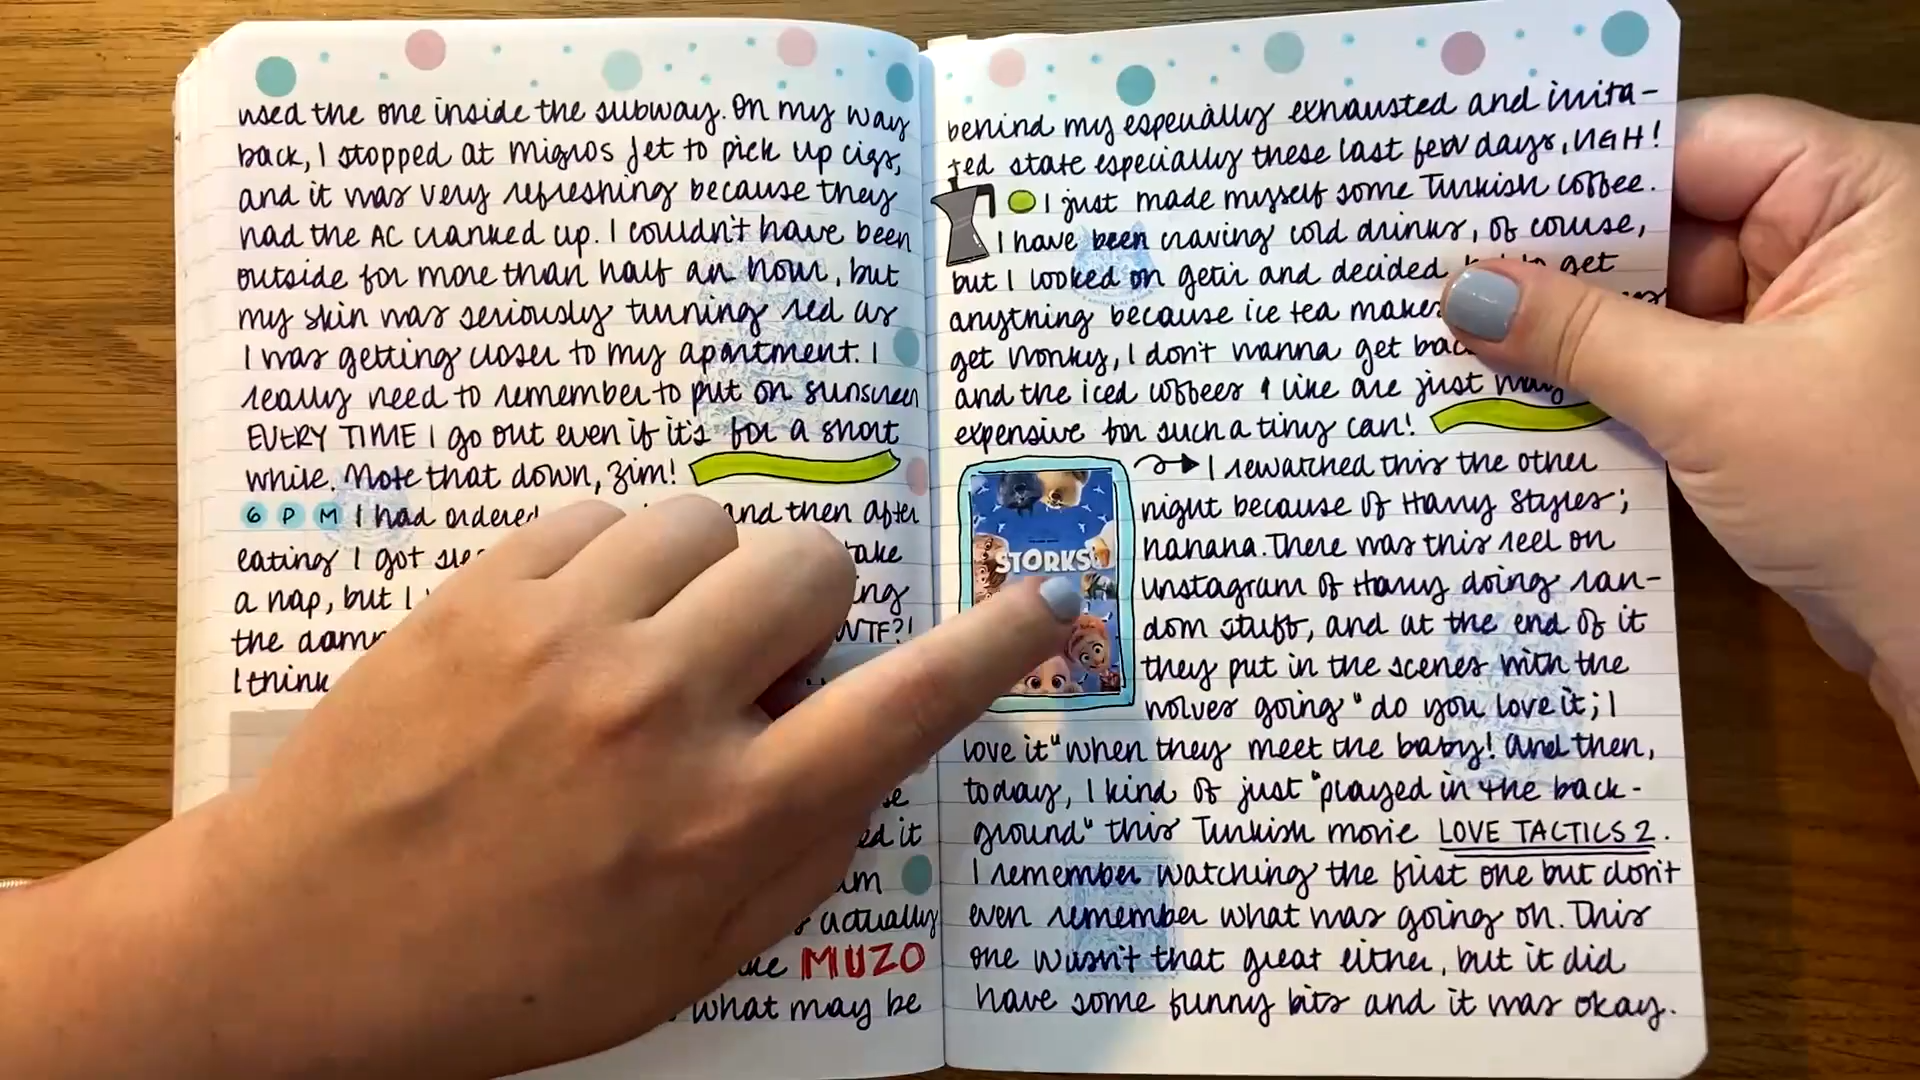 used the one inside the subway. On my way
back, I stopped at Migros Jet to pick up cigs,
and it was very refreshing because they
had the AC cranked up. I couldn't have been
outside for more than half an hour, but
my skin was seriously turning red as
I was getting closer to my apartment. I
really need to remember to put on sunscreen
EVERY TIME I go out even if it's for a short
while. Note that down, Zim!
6 PM I had ordered and then after
eating I got take
a nap, but I ing
the damn WTF?!
I think
se
ed it
am
actually
MUZO
what may be
behind my especially exhausted and irrita-
ted state especially these last few days, UGH!
I just made myself some Turkish coffee.
I have been craving cold drinks, of course,
but I looked on getir and decided get
anything because ice tea makes
get wonky, I don't wanna get
and the iced coffees I like are just way
expensive for such a tiny can!
STORKS
I rewatched this the other
night because of Harry Styles;
hahaha. There was this reel on
instagram of Harry doing ran-
dom stuff, and at the end of it
they put in the scenes with the
wolves going "do you love it; I
love it" when they meet the baby! And then,
today, I kind of just "played in the back-
ground" this Turkish movie LOVE TACTICS 2.
I remember watching the first one but don't
even remember what was going on. This
one wasn't that great either, but it did
have some funny bits and it was okay.